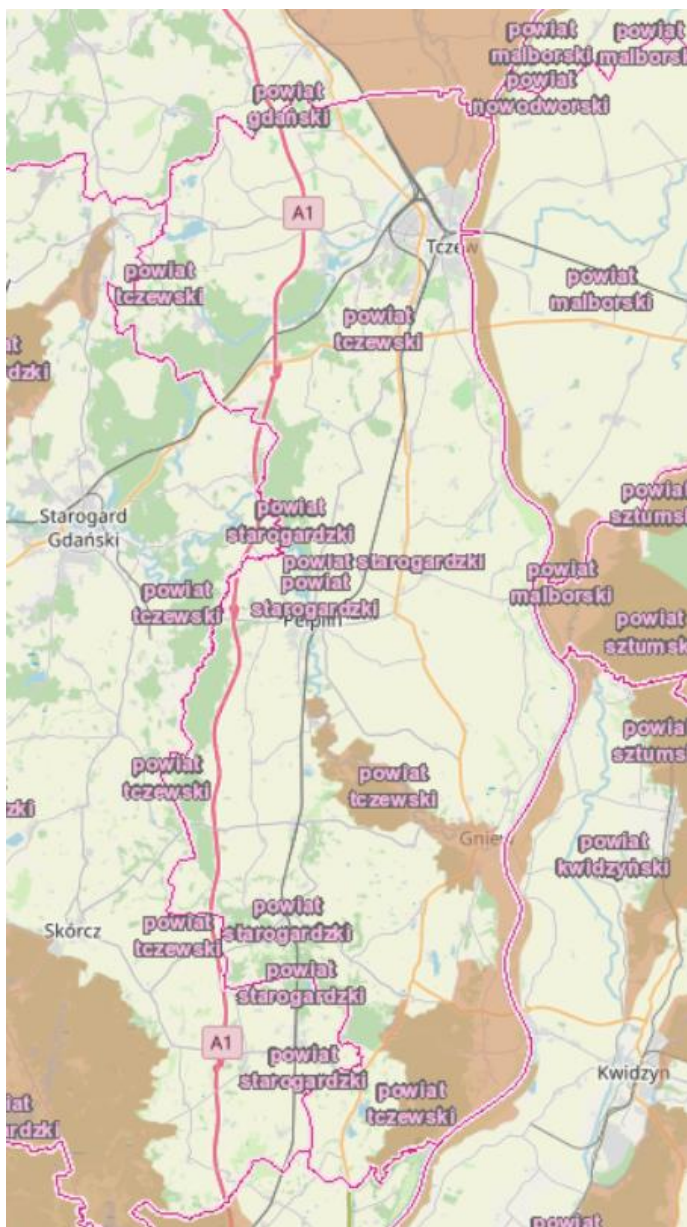 powiat
malborski
powiat
malbors
powiat
gdański
powiat
nowodworski
A1
Tczew
powiat
tczewski
powiat
malborski
powiat
tczewski
at
dzki
powiat
sztumsk
Starogard
Gdański
powiat
starogardzki
powiat starogardzki
powiat
starogardzki
powiat
malborski
powiat
tczewski
Pelplin
powiat
sztumsk
powiat
sztums
powiat
tczewski
powiat
tczewski
zki
Gniew
powiat
kwidzyński
powiat
tczewski
powiat
starogardzki
Skórcz
powiat
starogardzki
A1
powiat
starogardzki
Kwidzyn
powiat
tczewski
iat
ardzki
powiat